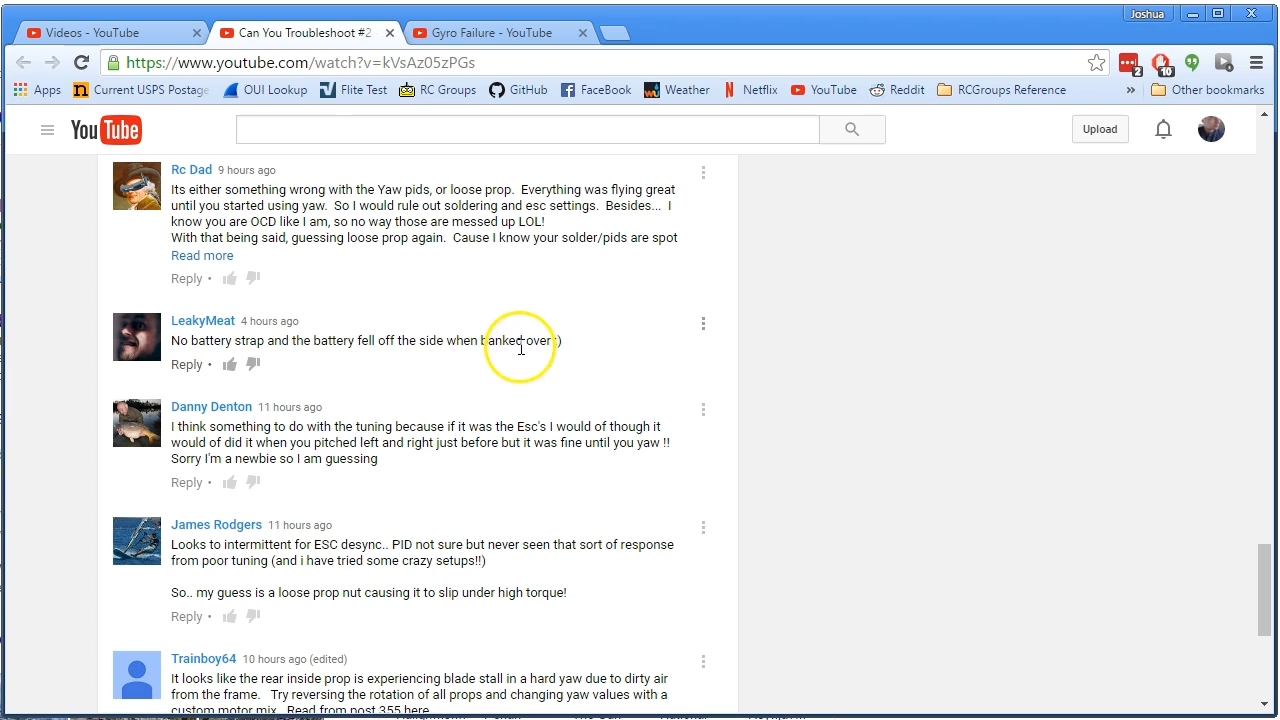 Joshua
Videos - YouTube
Can You Troubleshoot #2
Gyro Failure - YouTube
https://www.youtube.com/watch?v=kVsAz05zPGs
2
10
Apps
Current USPS Postage
OUI Lookup
Flite Test
RC Groups
GitHub
FaceBook
Weather
Netflix
YouTube
Reddit
RCGroups Reference
»
Other bookmarks
YouTube
Upload
Rc Dad 9 hours ago
Its either something wrong with the Yaw pids, or loose prop. Everything was flying great
until you started using yaw. So I would rule out soldering and esc settings. Besides... I
know you are OCD like I am, so no way those are messed up LOL!
With that being said, guessing loose prop again. Cause I know your solder/pids are spot
Read more
Reply •
LeakyMeat 4 hours ago
No battery strap and the battery fell off the side when banked over :)
Reply •
Danny Denton 11 hours ago
I think something to do with the tuning because if it was the Esc's I would of though it
would of did it when you pitched left and right just before but it was fine until you yaw !!
Sorry I'm a newbie so I am guessing
Reply •
James Rodgers 11 hours ago
Looks to intermittent for ESC desync.. PID not sure but never seen that sort of response
from poor tuning (and i have tried some crazy setups!!)
So.. my guess is a loose prop nut causing it to slip under high torque!
Reply •
Trainboy64 10 hours ago (edited)
It looks like the rear inside prop is experiencing blade stall in a hard yaw due to dirty air
from the frame. Try reversing the rotation of all props and changing yaw values with a
custom motor mix. Read from post 355 here